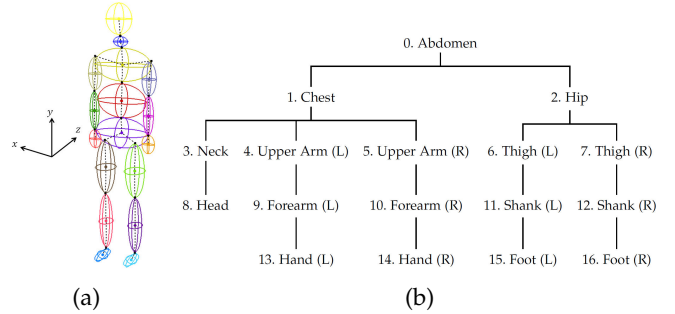 0. Abdomen
1. Chest
2. Hip
3. Neck
4. Upper Arm (L)
5. Upper Arm (R)
6. Thigh (L)
7. Thigh (R)
8. Head
9. Forearm (L)
10. Forearm (R)
11. Shank (L)
12. Shank (R)
13. Hand (L)
14. Hand (R)
15. Foot (L)
16. Foot (R)
y
z
x
(a)
(b)